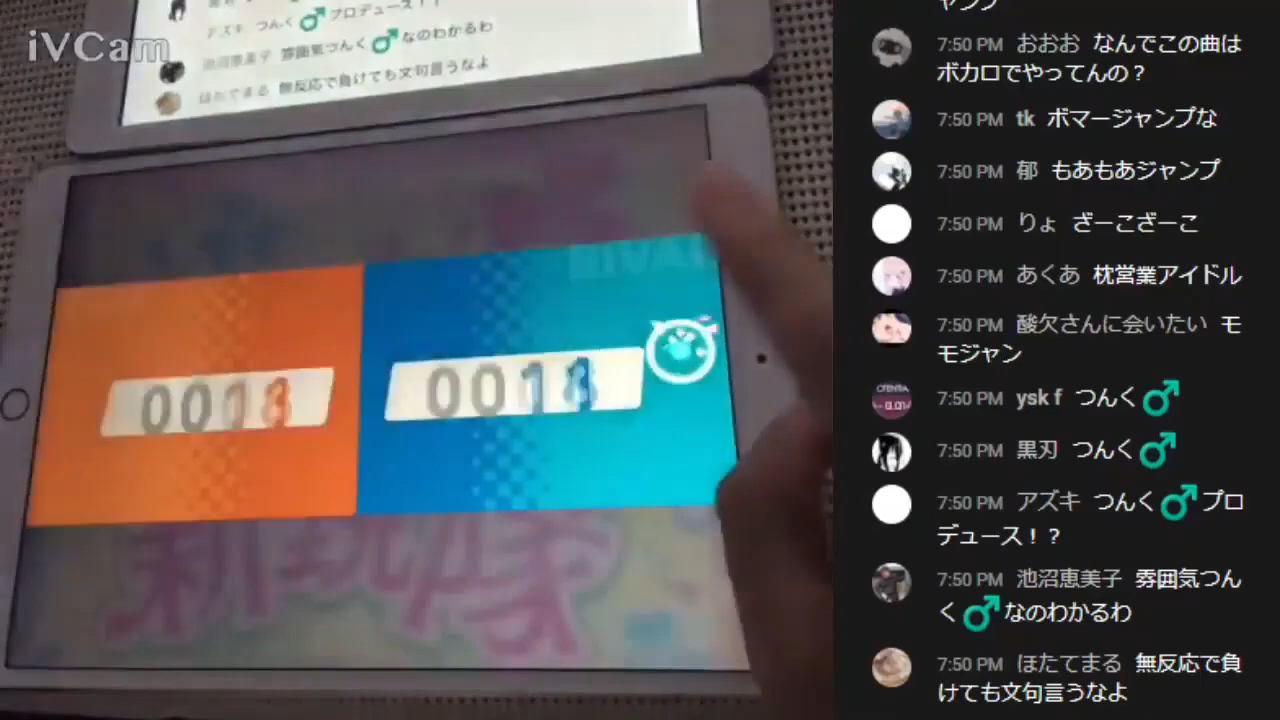 iVCam
アズキ つんく♂プロデュース！？
池沼恵美子 雰囲気つんく♂なのわかるわ
ほたてまる 無反応で負けても文句言うなよ
RIVAL
ャンプ
7:50 PM おおお なんでこの曲は
ボカロでやってんの？
7:50 PM tk ボマージャンプな
7:50 PM 郁 もあもあジャンプ
7:50 PM りょ ざーこざーこ
7:50 PM あくあ 枕営業アイドル
7:50 PM 酸欠さんに会いたい モ
モジャン
7:50 PM ysk f つんく♂
7:50 PM 黒刃 つんく♂
7:50 PM アズキ つんく♂プロ
デュース！？
7:50 PM 池沼恵美子 雰囲気つん
く♂なのわかるわ
7:50 PM ほたてまる 無反応で負
けても文句言うなよ